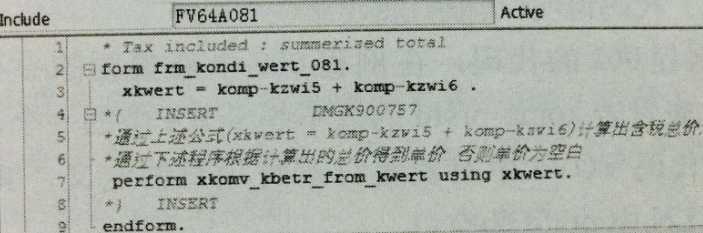 Include FV64A081 Active
1 * Tax included : summerized total
2 form frm_kondi_wert_081.
3 xkwert = komp-kzwi5 + komp-kzwi6 .
4 *{ INSERT DMGK900757
5 *通过上述公式(xkwert = komp-kzwi5 + komp-kzwi6)计算出含税总价.
6 *通过下述程序根据计算出的总价得到单价 否则单价为空白
7 perform xkomv_kbetr_from_kwert using xkwert.
8 *} INSERT
9 endform.